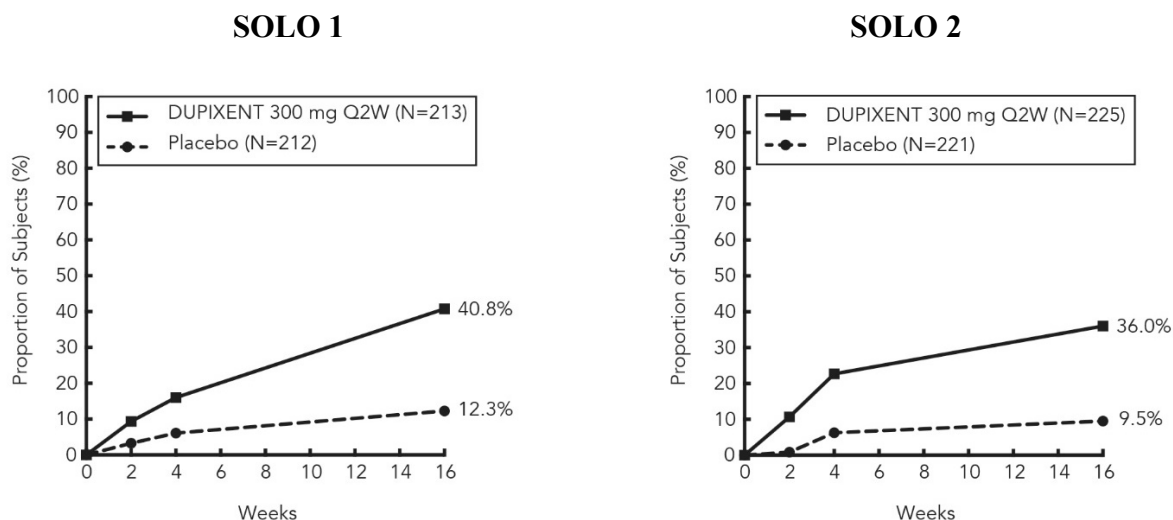 SOLO 1
100
90
80
70
60
50
40
30
20
10
0
Proportion of Subjects (%)
DUPIXENT 300 mg Q2W (N=213)
Placebo (N=212)
40.8%
12.3%
0 2 4 6 8 10 12 14 16
Weeks
SOLO 2
100
90
80
70
60
50
40
30
20
10
0
Proportion of Subjects (%)
DUPIXENT 300 mg Q2W (N=225)
Placebo (N=221)
36.0%
9.5%
0 2 4 6 8 10 12 14 16
Weeks